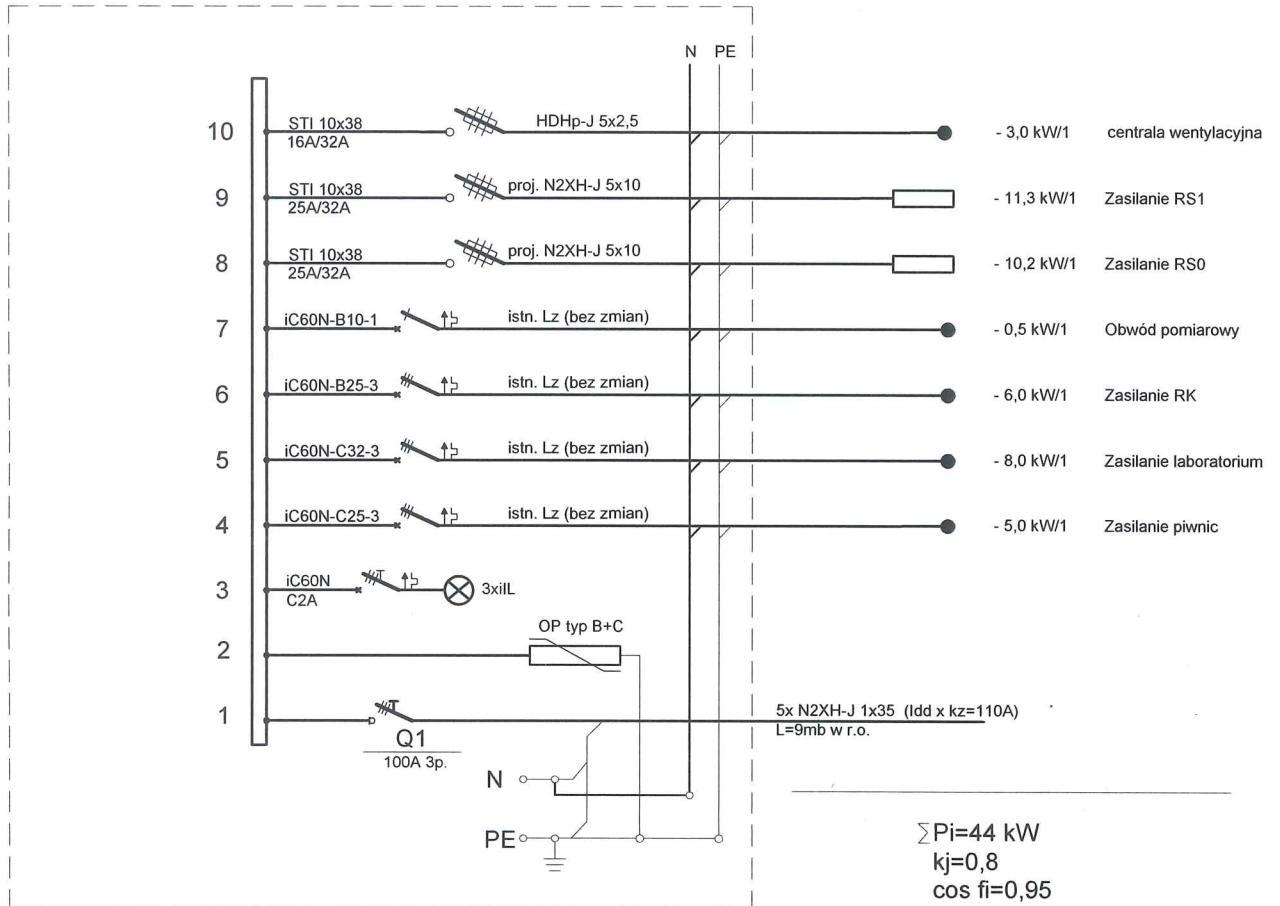 N PE
10 STI 10x38 HDHp-J 5x2,5 - 3,0 kW/1 centrala wentylacyjna
16A/32A
9 STI 10x38 proj. N2XH-J 5x10 - 11,3 kW/1 Zasilanie RS1
25A/32A
8 STI 10x38 proj. N2XH-J 5x10 - 10,2 kW/1 Zasilanie RS0
25A/32A
7 iC60N-B10-1 istn. Lz (bez zmian) - 0,5 kW/1 Obwód pomiarowy
6 iC60N-B25-3 istn. Lz (bez zmian) - 6,0 kW/1 Zasilanie RK
5 iC60N-C32-3 istn. Lz (bez zmian) - 8,0 kW/1 Zasilanie laboratorium
4 iC60N-C25-3 istn. Lz (bez zmian) - 5,0 kW/1 Zasilanie piwnic
3 iC60N 3xiIL
C2A
OP typ B+C
2
1 5x N2XH-J 1x35 (Idd x kz=110A)
L=9mb w r.o.
Q1
100A 3p.
N
PE
∑Pi=44 kW
kj=0,8
cos fi=0,95